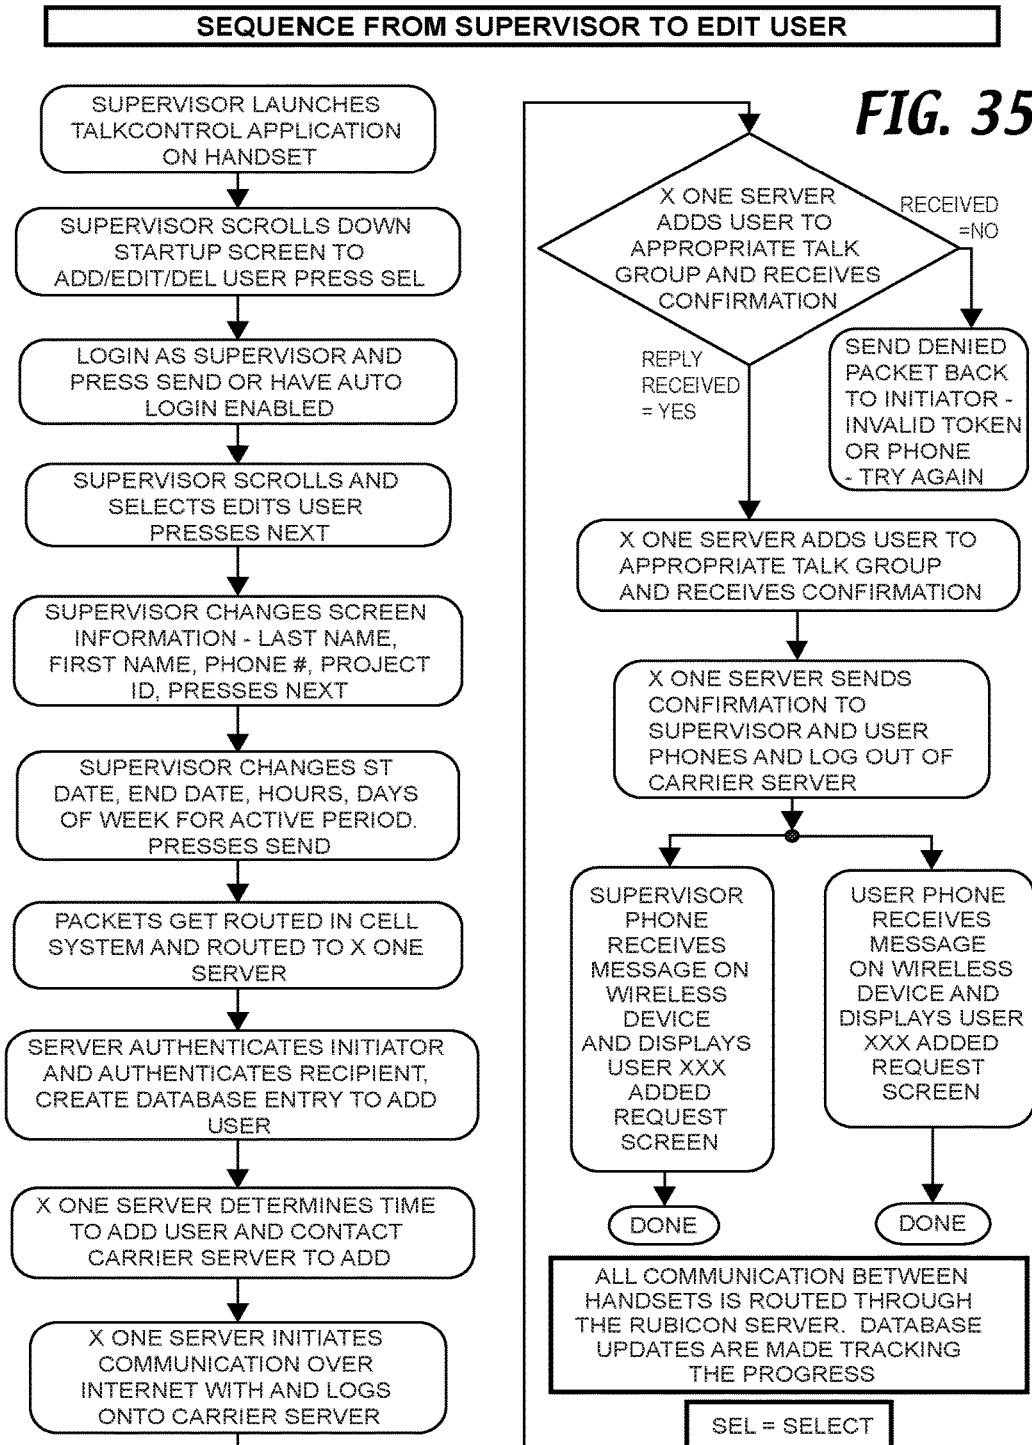 SEQUENCE FROM SUPERVISOR TO EDIT USER
FIG. 35
SUPERVISOR LAUNCHES
TALKCONTROL APPLICATION
ON HANDSET
SUPERVISOR SCROLLS DOWN
STARTUP SCREEN TO
ADD/EDIT/DEL USER PRESS SEL
LOGIN AS SUPERVISOR AND
PRESS SEND OR HAVE AUTO
LOGIN ENABLED
SUPERVISOR SCROLLS AND
SELECTS EDITS USER
PRESSES NEXT
SUPERVISOR CHANGES SCREEN
INFORMATION - LAST NAME,
FIRST NAME, PHONE #, PROJECT
ID, PRESSES NEXT
SUPERVISOR CHANGES ST
DATE, END DATE, HOURS, DAYS
OF WEEK FOR ACTIVE PERIOD.
PRESSES SEND
PACKETS GET ROUTED IN CELL
SYSTEM AND ROUTED TO X ONE
SERVER
SERVER AUTHENTICATES INITIATOR
AND AUTHENTICATES RECIPIENT,
CREATE DATABASE ENTRY TO ADD
USER
X ONE SERVER DETERMINES TIME
TO ADD USER AND CONTACT
CARRIER SERVER TO ADD
X ONE SERVER INITIATES
COMMUNICATION OVER
INTERNET WITH AND LOGS
ONTO CARRIER SERVER
X ONE SERVER
ADDS USER TO
APPROPRIATE TALK
GROUP AND RECEIVES
CONFIRMATION
RECEIVED
=NO
REPLY
RECEIVED
= YES
SEND DENIED
PACKET BACK
TO INITIATOR -
INVALID TOKEN
OR PHONE
- TRY AGAIN
X ONE SERVER ADDS USER TO
APPROPRIATE TALK GROUP
AND RECEIVES CONFIRMATION
X ONE SERVER SENDS
CONFIRMATION TO
SUPERVISOR AND USER
PHONES AND LOG OUT OF
CARRIER SERVER
SUPERVISOR
PHONE
RECEIVES
MESSAGE ON
WIRELESS
DEVICE
AND DISPLAYS
USER XXX
ADDED
REQUEST
SCREEN
USER PHONE
RECEIVES
MESSAGE
ON WIRELESS
DEVICE AND
DISPLAYS USER
XXX ADDED
REQUEST
SCREEN
DONE
DONE
ALL COMMUNICATION BETWEEN
HANDSETS IS ROUTED THROUGH
THE RUBICON SERVER. DATABASE
UPDATES ARE MADE TRACKING
THE PROGRESS
SEL = SELECT